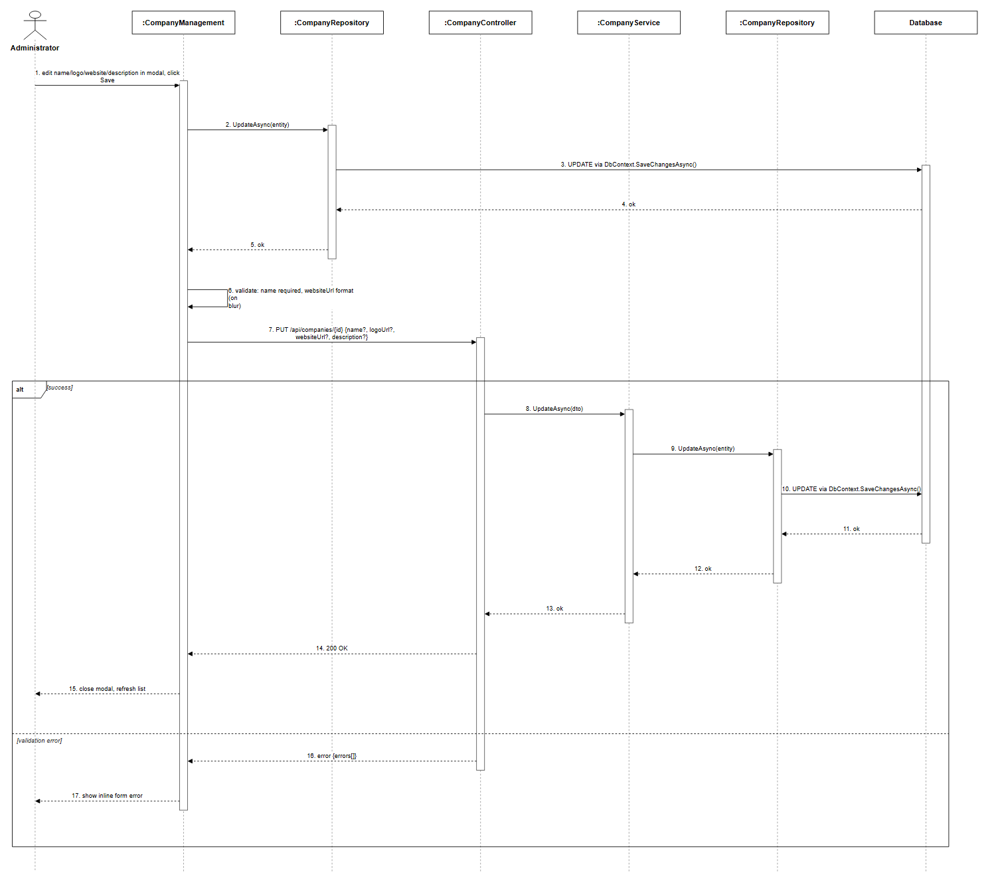 :CompanyManagement
:CompanyRepository
:CompanyController
:CompanyService
:CompanyRepository
Database
Administrator
1. edit name/logo/website/description in modal, click
Save
2. UpdateAsync(entity)
3. UPDATE via DbContext.SaveChangesAsync()
4. ok
5. ok
6. validate: name required, websiteUrl format
(on
blur)
7. PUT /api/companies/{id} {name?, logoUrl?,
websiteUrl?, description?}
alt
[success]
8. UpdateAsync(dto)
9. UpdateAsync(entity)
10. UPDATE via DbContext.SaveChangesAsync()
11. ok
12. ok
13. ok
14. 200 OK
15. close modal, refresh list
[validation error]
16. error {errors[]}
17. show inline form error